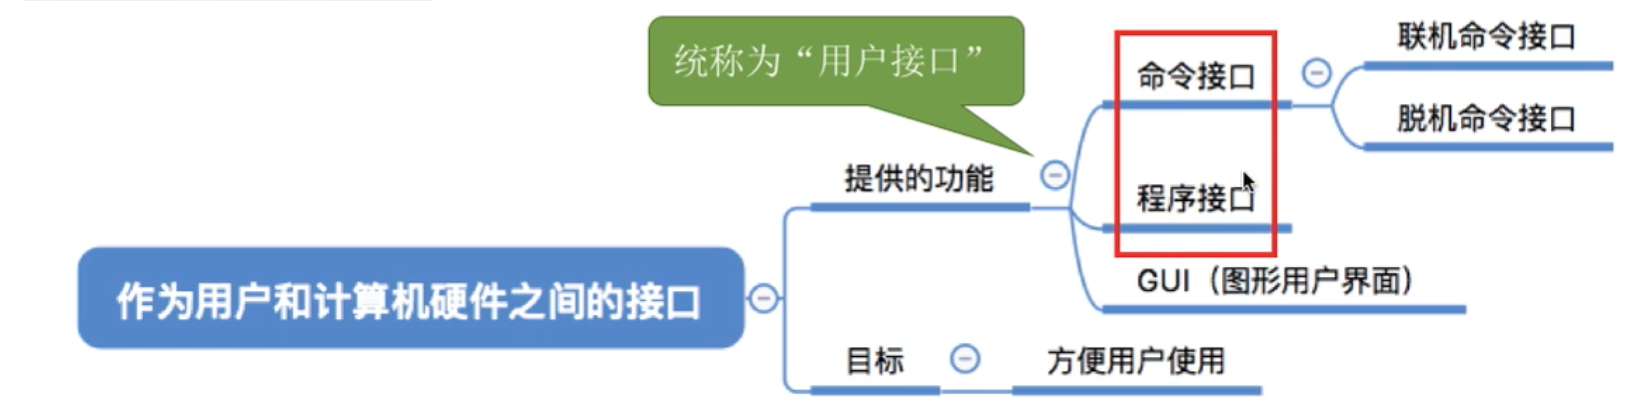 统称为“用户接口”
联机命令接口
命令接口
脱机命令接口
提供的功能
程序接口
GUI（图形用户界面）
作为用户和计算机硬件之间的接口
目标
方便用户使用